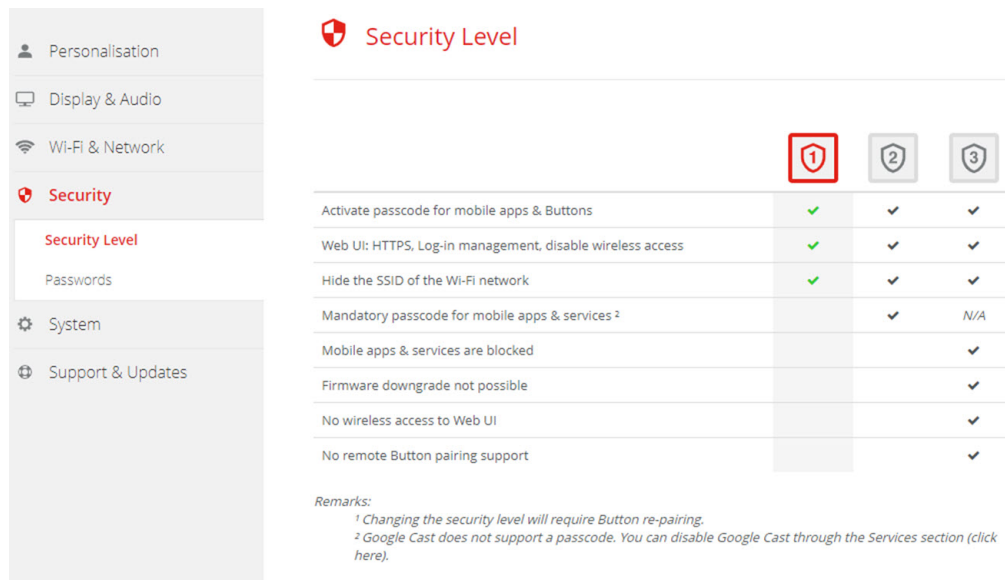 Personalisation
Display & Audio
Wi-Fi & Network
Security
Security Level
Passwords
System
Support & Updates
Security Level
1
2
3
Activate passcode for mobile apps & Buttons
Web UI: HTTPS, Log-in management, disable wireless access
Hide the SSID of the Wi-Fi network
Mandatory passcode for mobile apps & services ²
N/A
Mobile apps & services are blocked
Firmware downgrade not possible
No wireless access to Web UI
No remote Button pairing support
Remarks:
¹ Changing the security level will require Button re-pairing.
² Google Cast does not support a passcode. You can disable Google Cast through the Services section (click
here).